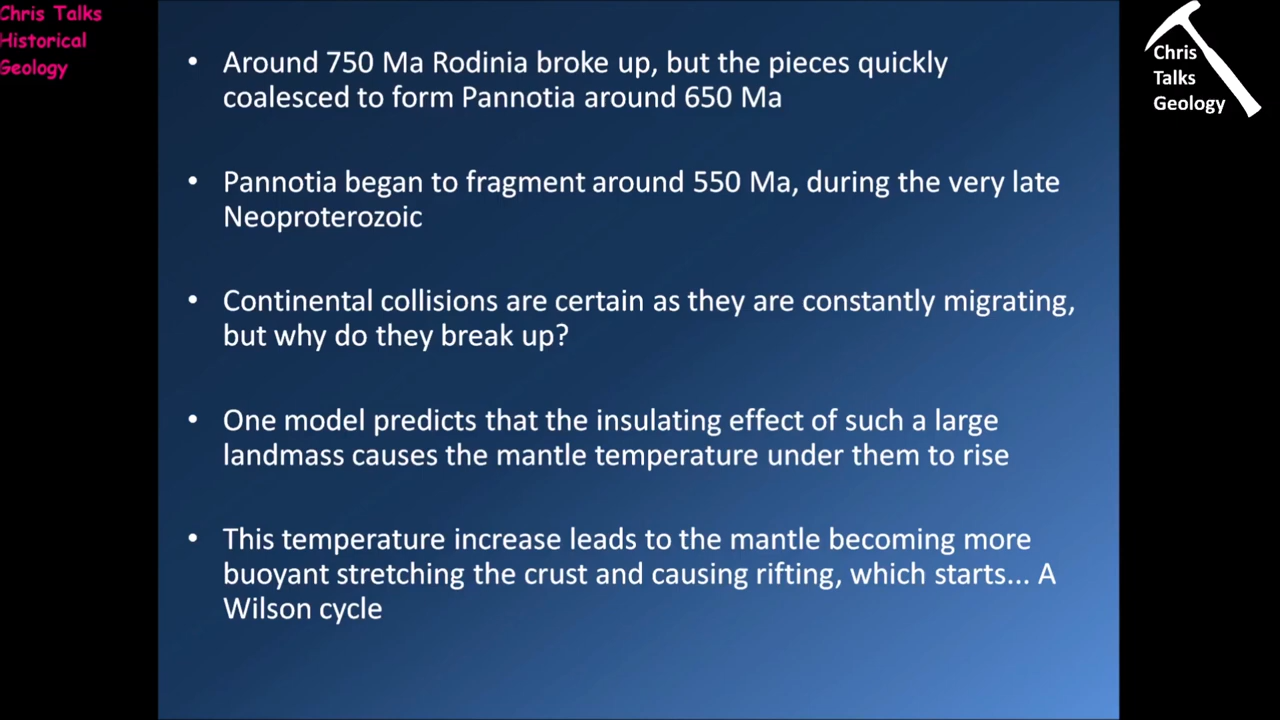 Chris Talks
Historical
Geology
Chris
Talks
Geology
• Around 750 Ma Rodinia broke up, but the pieces quickly
coalesced to form Pannotia around 650 Ma
• Pannotia began to fragment around 550 Ma, during the very late
Neoproterozoic
• Continental collisions are certain as they are constantly migrating,
but why do they break up?
• One model predicts that the insulating effect of such a large
landmass causes the mantle temperature under them to rise
• This temperature increase leads to the mantle becoming more
buoyant stretching the crust and causing rifting, which starts... A
Wilson cycle